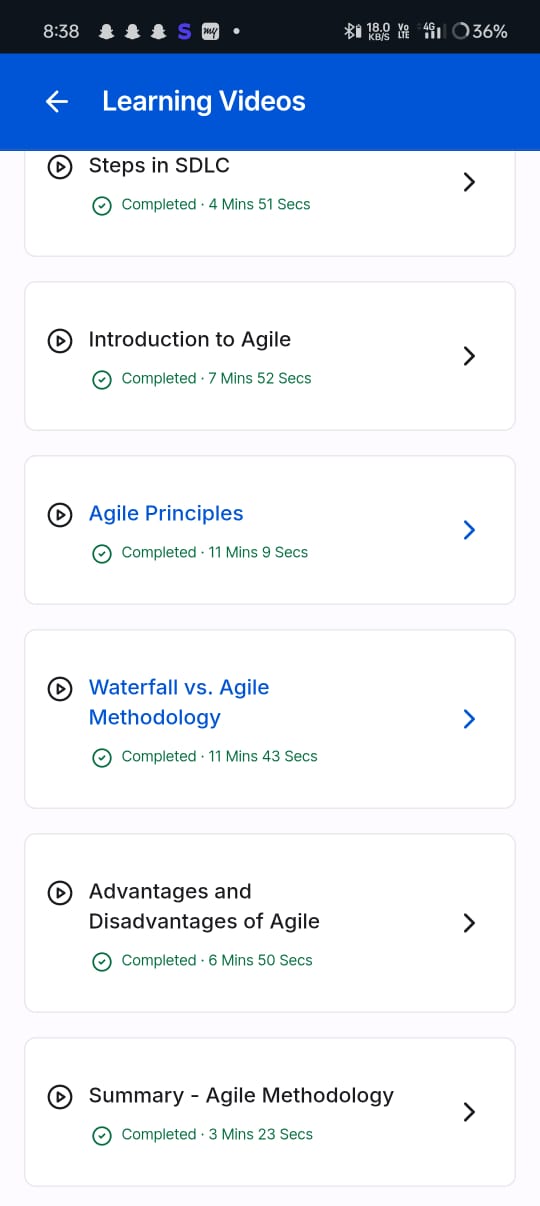 8:38 S my • 18.0 KB/S Vo LTE 4G 36%
Learning Videos
Steps in SDLC
Completed · 4 Mins 51 Secs
Introduction to Agile
Completed · 7 Mins 52 Secs
Agile Principles
Completed · 11 Mins 9 Secs
Waterfall vs. Agile
Methodology
Completed · 11 Mins 43 Secs
Advantages and
Disadvantages of Agile
Completed · 6 Mins 50 Secs
Summary - Agile Methodology
Completed · 3 Mins 23 Secs